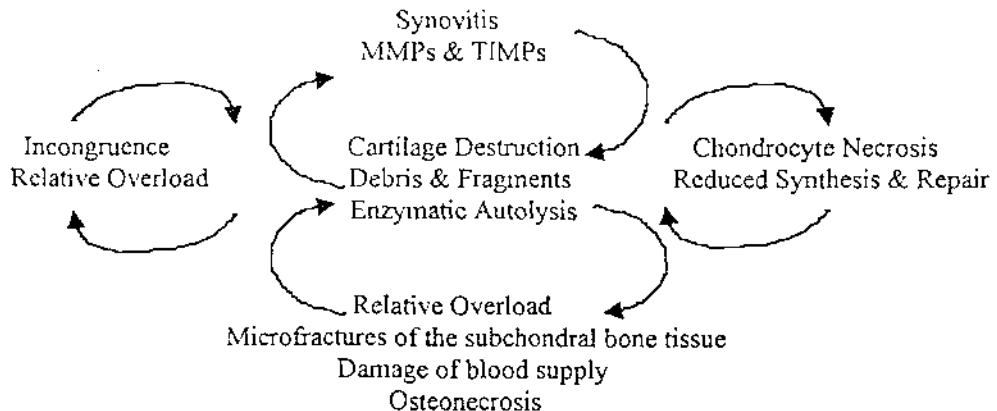 Synovitis
MMPs & TIMPs
Incongruence
Relative Overload
Cartilage Destruction
Debris & Fragments
Enzymatic Autolysis
Chondrocyte Necrosis
Reduced Synthesis & Repair
Relative Overload
Microfractures of the subchondral bone tissue
Damage of blood supply
Osteonecrosis